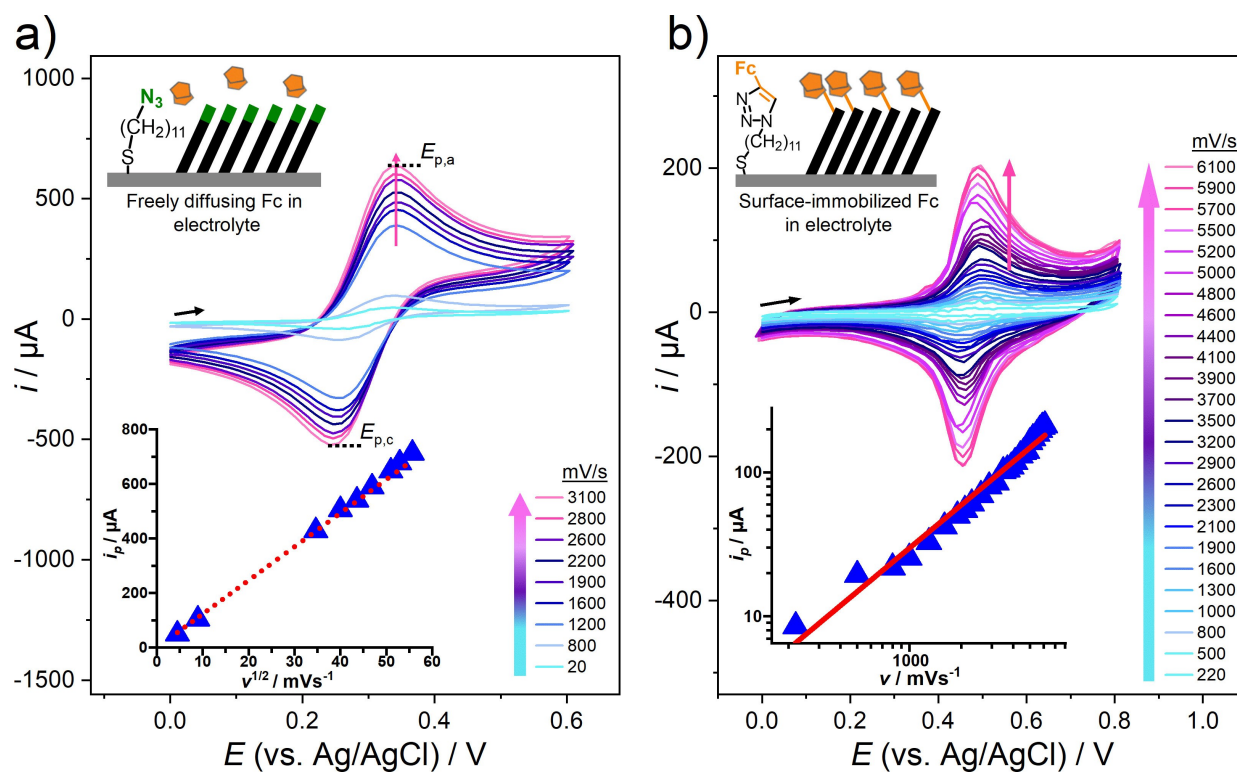 a)
1000
500
0
-500
-1000
-1500
i / µA
N3
(CH2)11
S
Freely diffusing Fc in
electrolyte
Ep,a
Ep,c
800
600
400
200
0
ip / µA
0 10 20 30 40 50 60
v1/2 / mVs-1
mV/s
3100
2800
2600
2200
1900
1600
1200
800
20
0.0 0.2 0.4 0.6
E (vs. Ag/AgCl) / V
b)
200
0
-200
-400
i / µA
Fc
N
N
N
(CH2)11
S
Surface-immobilized Fc
in electrolyte
100
10
ip / µA
1000
v / mVs-1
mV/s
6100
5900
5700
5500
5200
5000
4800
4600
4400
4100
3900
3700
3500
3200
2900
2600
2300
2100
1900
1600
1300
1000
800
500
220
0.0 0.2 0.4 0.6 0.8 1.0
E (vs. Ag/AgCl) / V